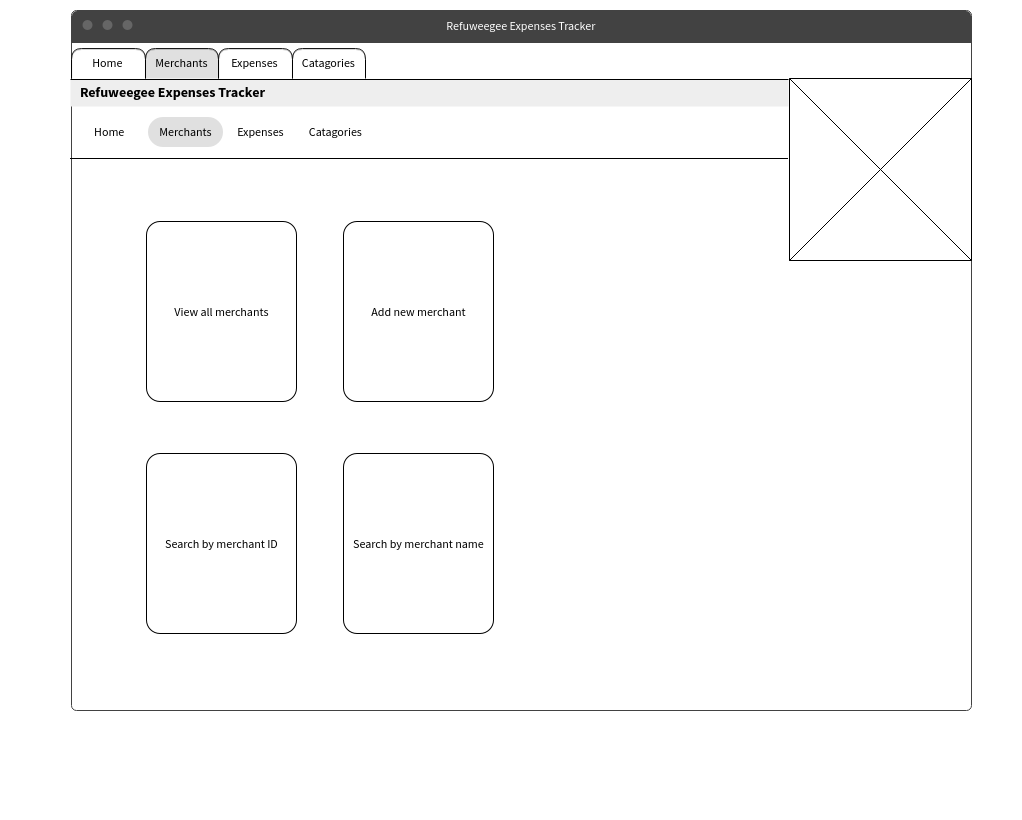 Refuweegee Expenses Tracker
Home Merchants Expenses Catagories
Refuweegee Expenses Tracker
Home Merchants Expenses Catagories
View all merchants Add new merchant
Search by merchant ID Search by merchant name